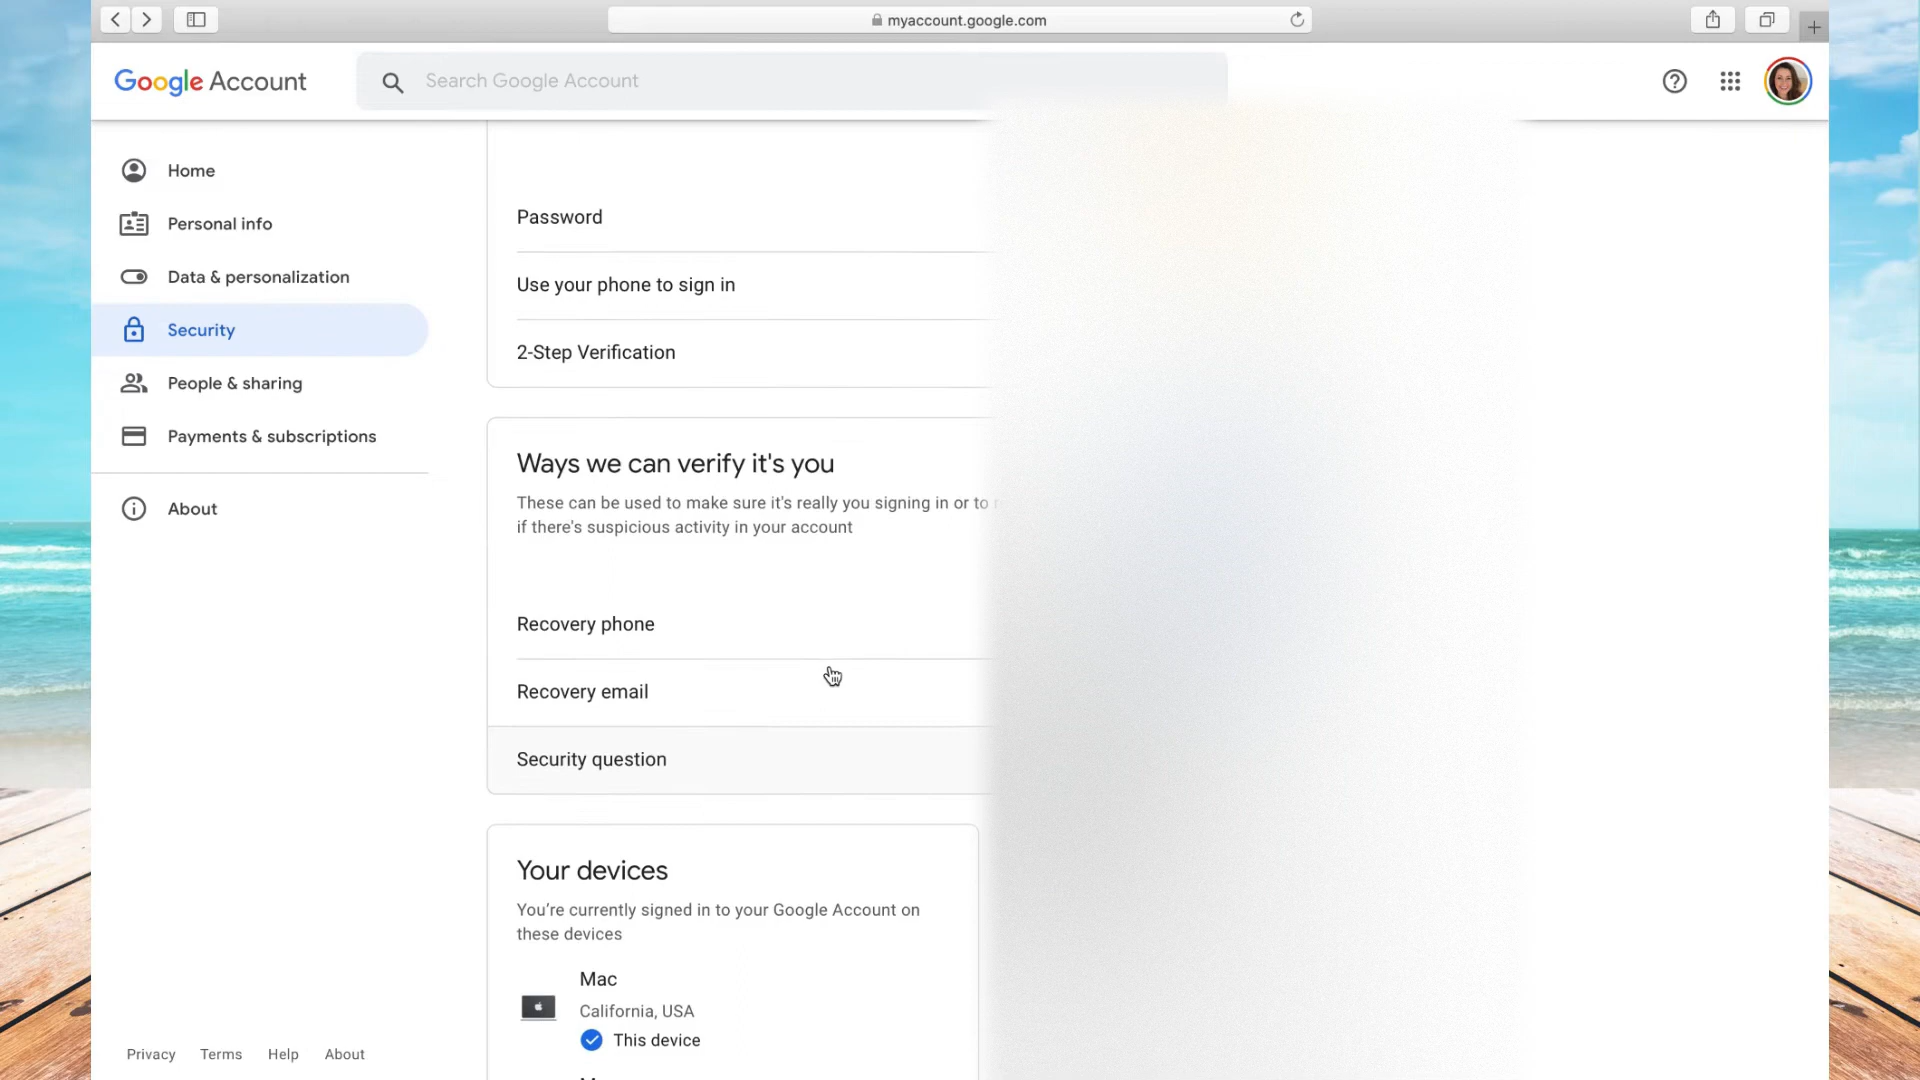 myaccount.google.com
Google Account
Search Google Account
Home
Personal info
Data & personalization
Security
People & sharing
Payments & subscriptions
About
Password
Use your phone to sign in
2-Step Verification
Ways we can verify it's you
These can be used to make sure it's really you signing in or to
if there's suspicious activity in your account
Recovery phone
Recovery email
Security question
Your devices
You're currently signed in to your Google Account on
these devices
Mac
California, USA
This device
Privacy Terms Help About